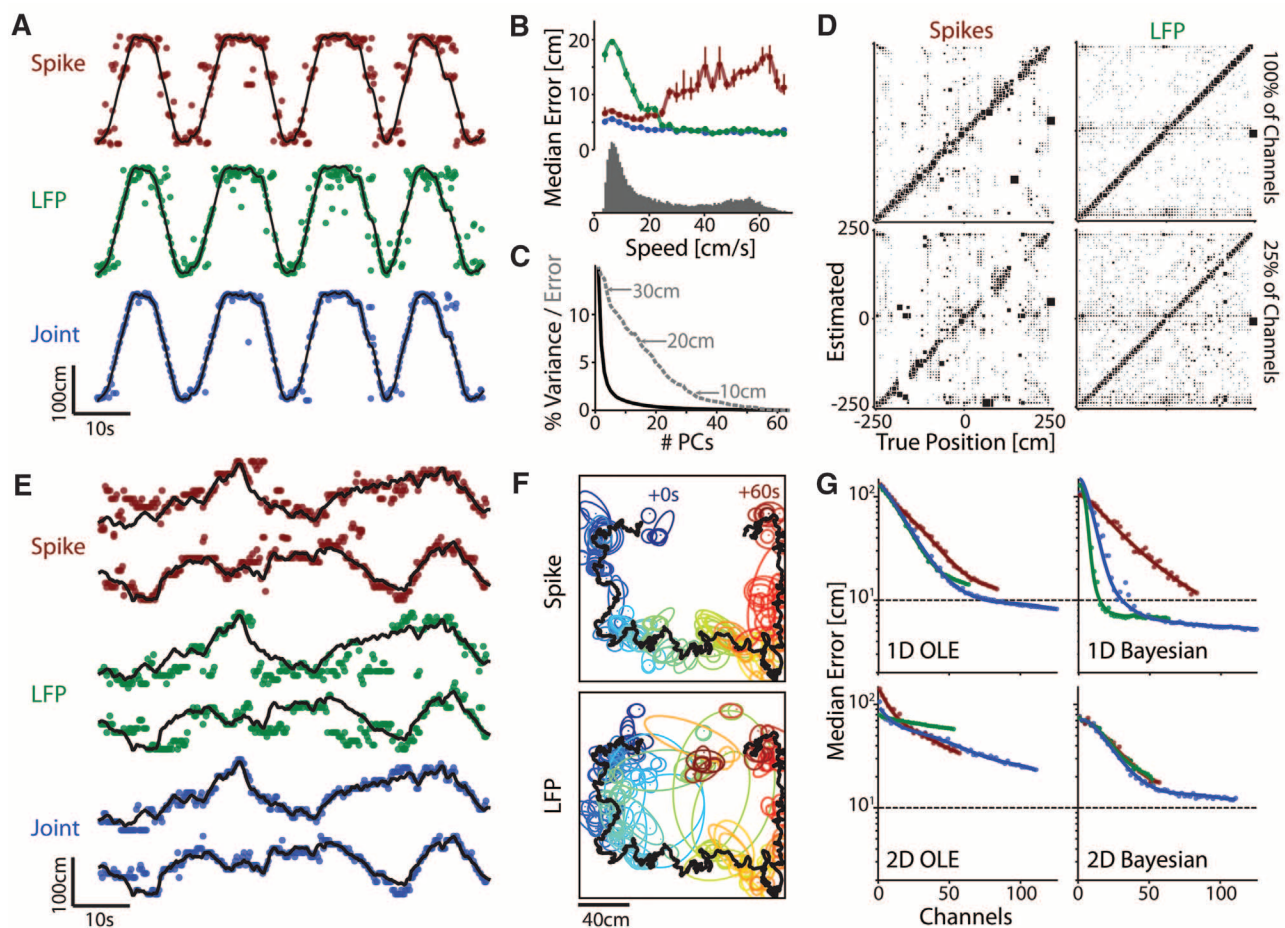 A
Spike
LFP
Joint
100cm
10s
B
Median Error [cm]
20
10
0
0 20 40 60
Speed [cm/s]
C
% Variance / Error
10
5
0
30cm
20cm
10cm
0 20 40 60
# PCs
D
Spikes LFP
100% of Channels
25% of Channels
Estimated
250
0
-250
-250 0 250 250
True Position [cm]
E
Spike
LFP
Joint
100cm
10s
F
+0s +60s
Spike
LFP
40cm
G
Median Error [cm]
10²
10¹
1D OLE
1D Bayesian
10²
10¹
2D OLE
2D Bayesian
0 50 100 0 50 100
Channels